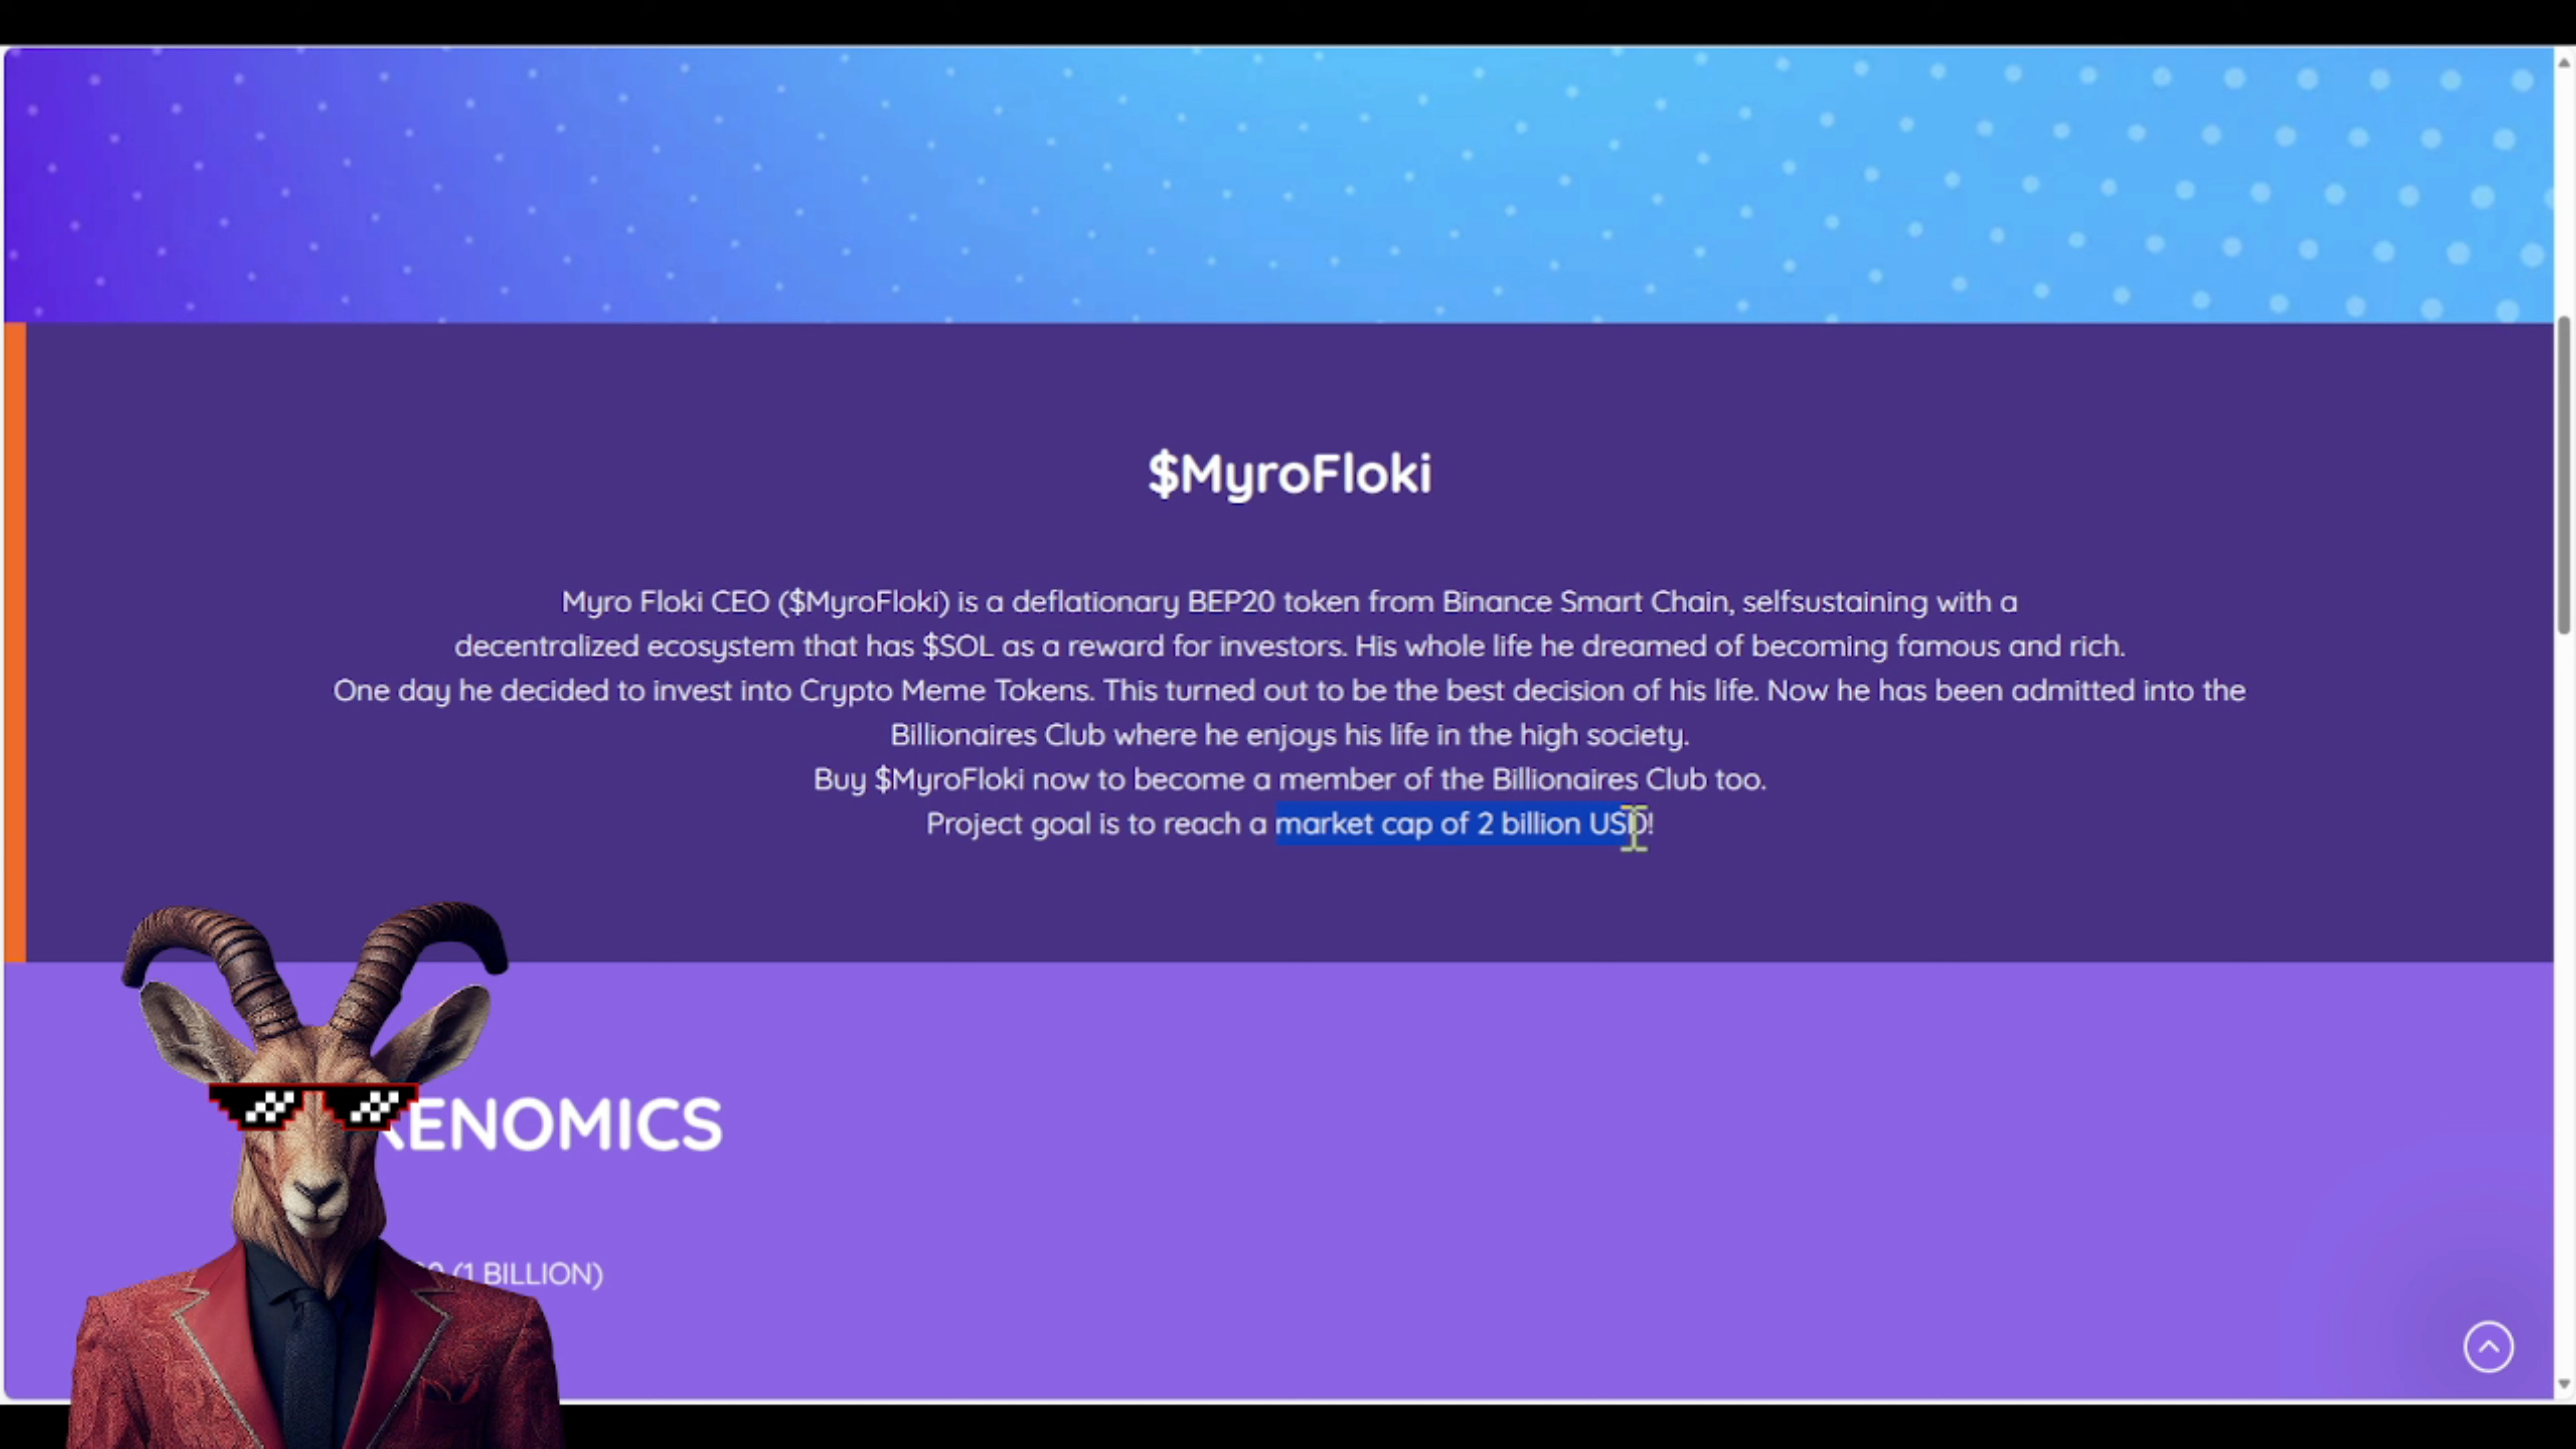 $MyroFloki
Myro Floki CEO ($MyroFloki) is a deflationary BEP20 token from Binance Smart Chain, selfsustaining with a
decentralized ecosystem that has $SOL as a reward for investors. His whole life he dreamed of becoming famous and rich.
One day he decided to invest into Crypto Meme Tokens. This turned out to be the best decision of his life. Now he has been admitted into the
Billionaires Club where he enjoys his life in the high society.
Buy $MyroFloki now to become a member of the Billionaires Club too.
Project goal is to reach a market cap of 2 billion USD!
KENOMICS
(1 BILLION)